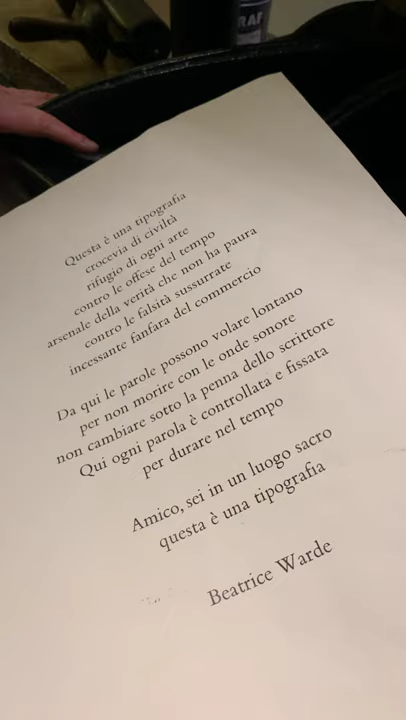 RAF
Questa è una tipografia
crocevia di civiltà
rifugio di ogni arte
contro le offese del tempo
arsenale della verità che non ha paura
contro le falsità sussurrate
incessante fanfara del commercio
Da qui le parole possono volare lontano
per non morire con le onde sonore
non cambiare sotto la penna dello scrittore
Qui ogni parola è controllata e fissata
per durare nel tempo
Amico, sei in un luogo sacro
questa è una tipografia
Beatrice Warde